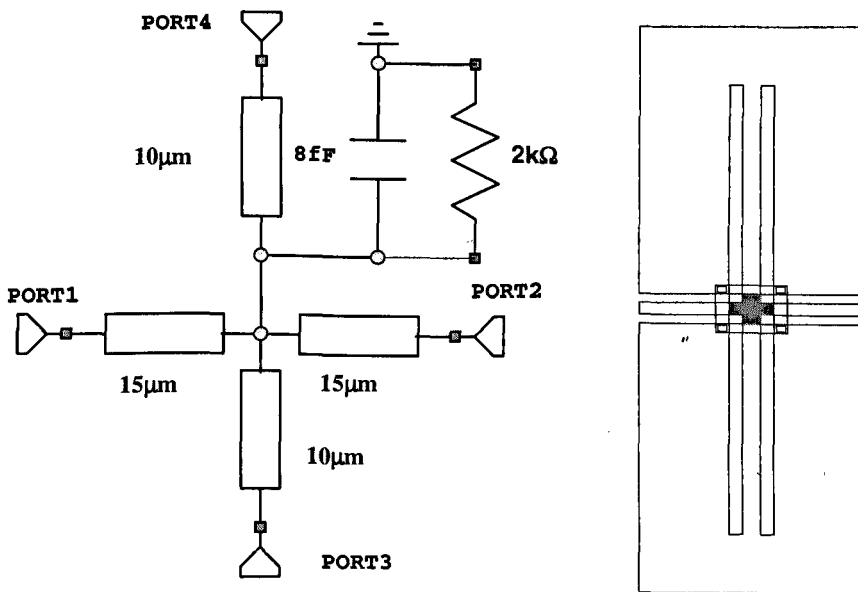 PORT4
10μm
8fF
2kΩ
PORT1
PORT2
15μm
15μm
10μm
PORT3